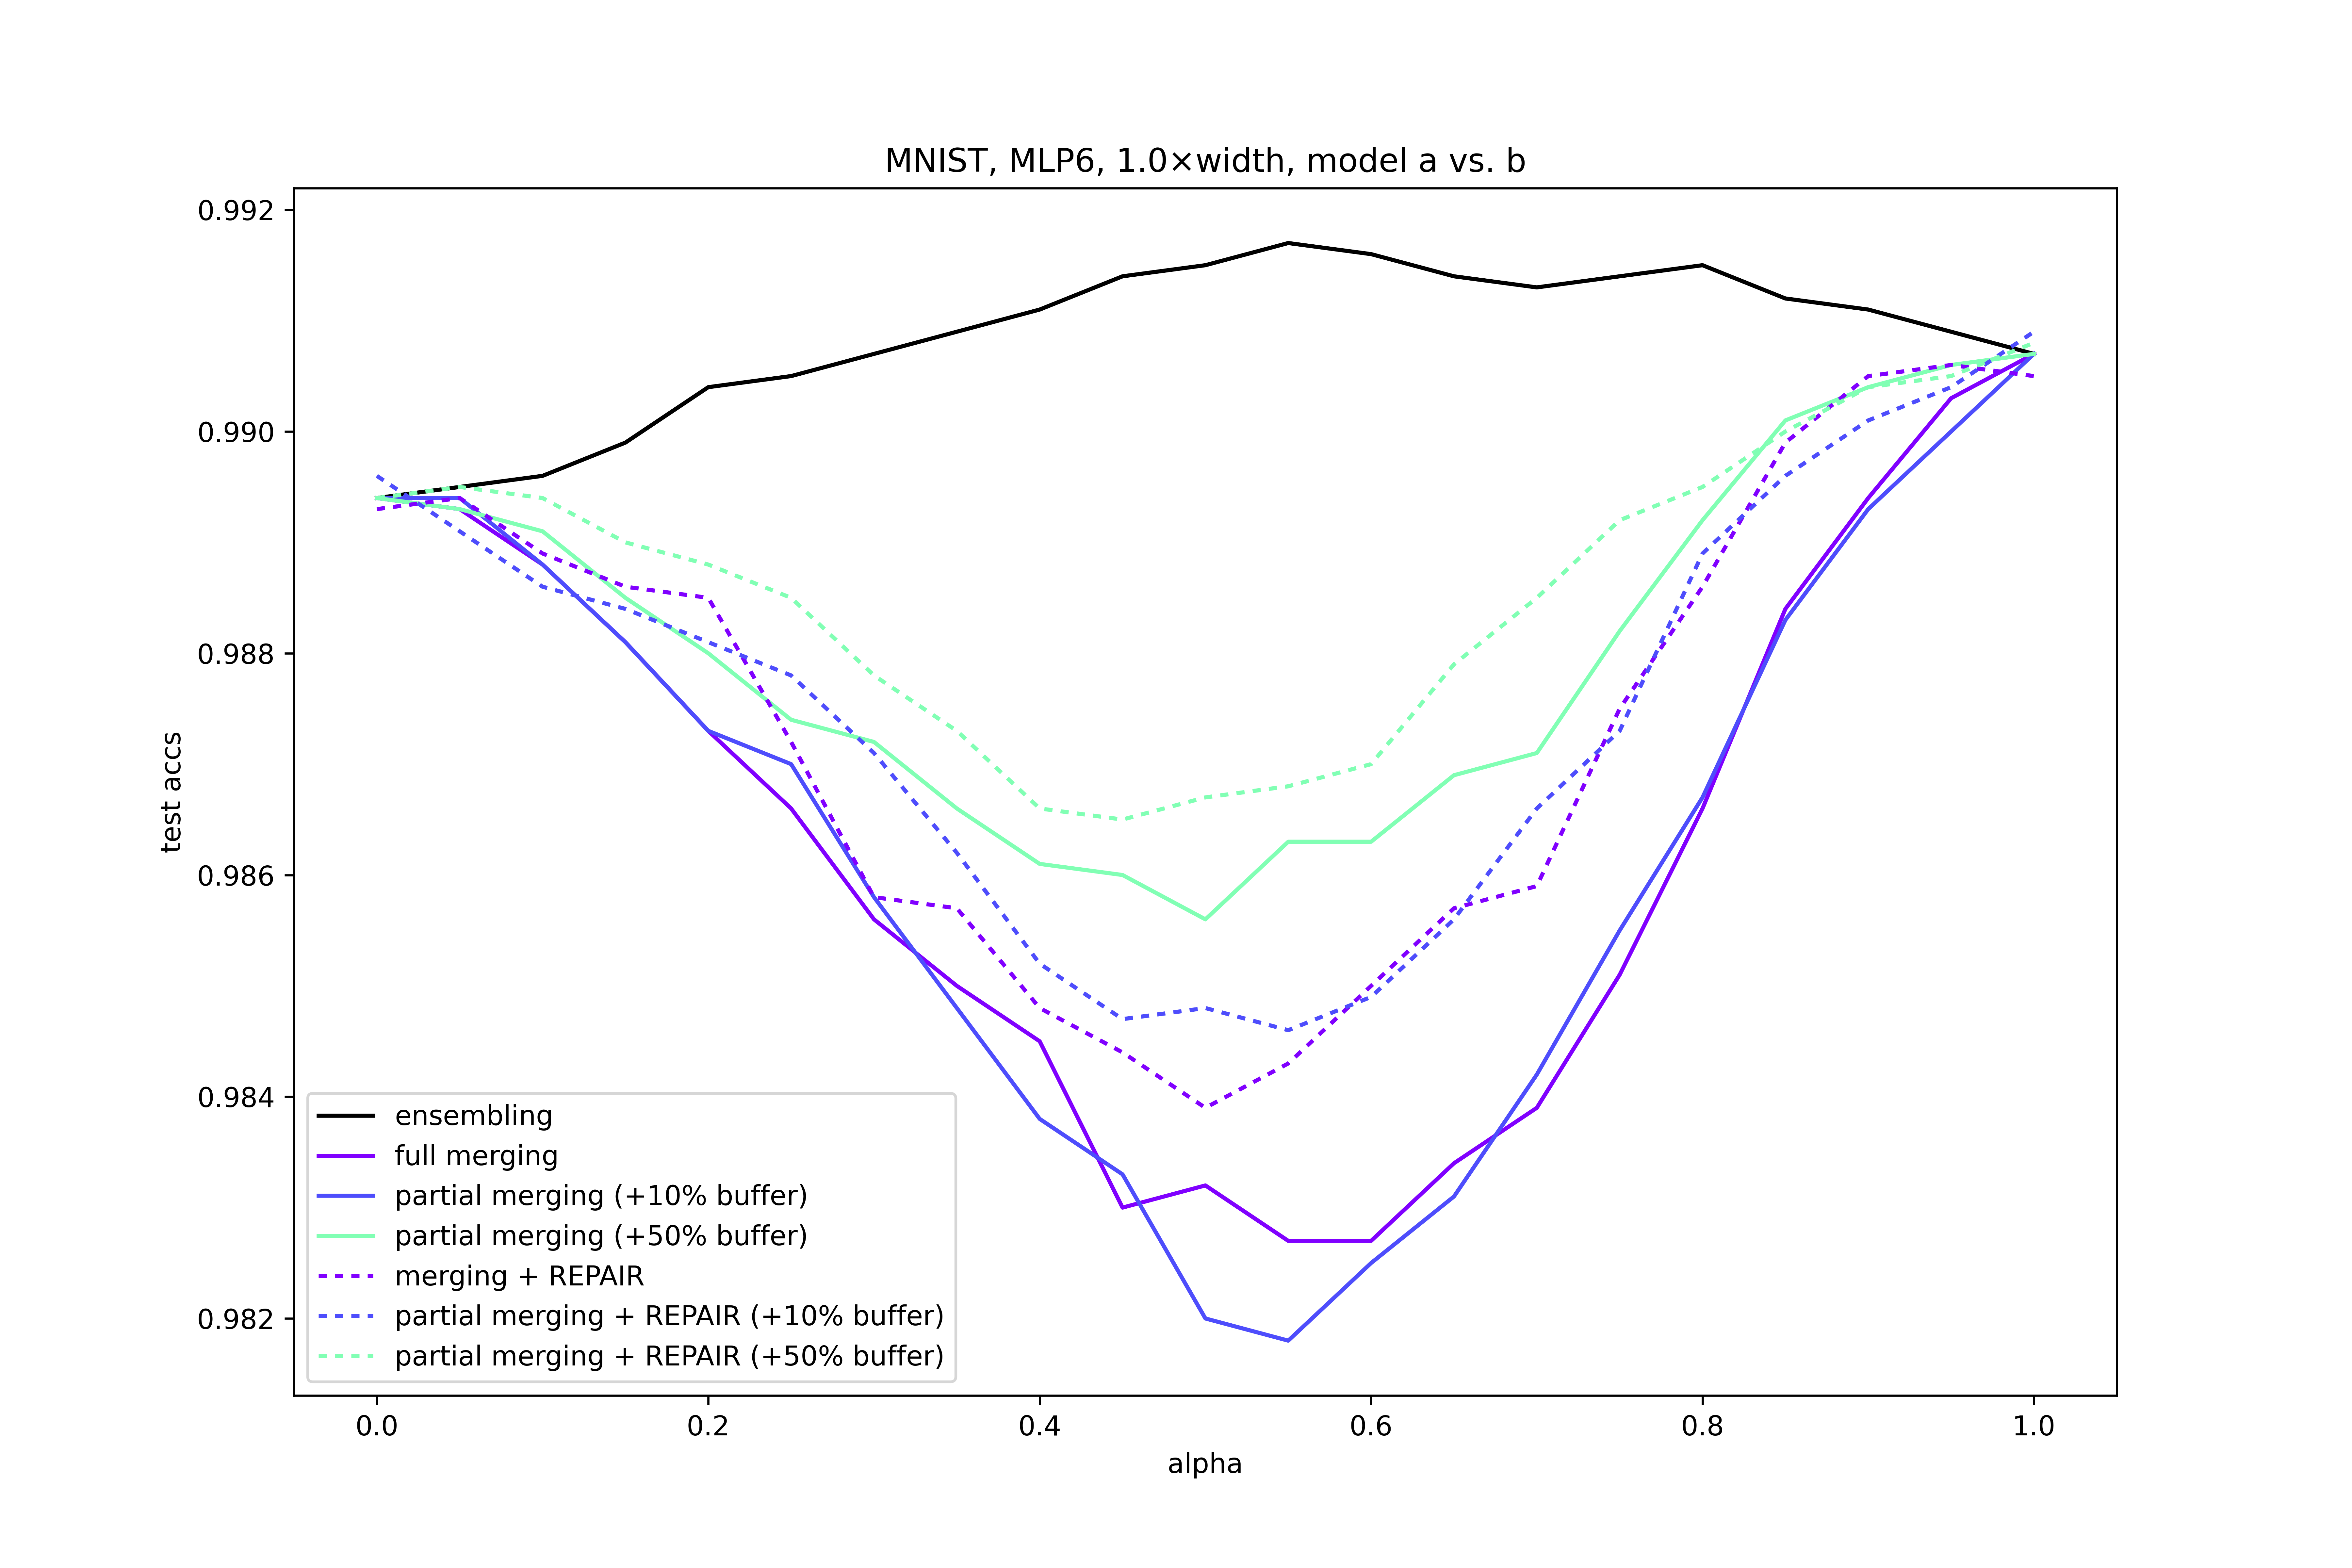 MNIST, MLP6, 1.0×width, model a vs. b
0.992
0.990
0.988
0.986
0.984
0.982
test accs
ensembling
full merging
partial merging (+10% buffer)
partial merging (+50% buffer)
merging + REPAIR
partial merging + REPAIR (+10% buffer)
partial merging + REPAIR (+50% buffer)
0.0 0.2 0.4 0.6 0.8 1.0
alpha